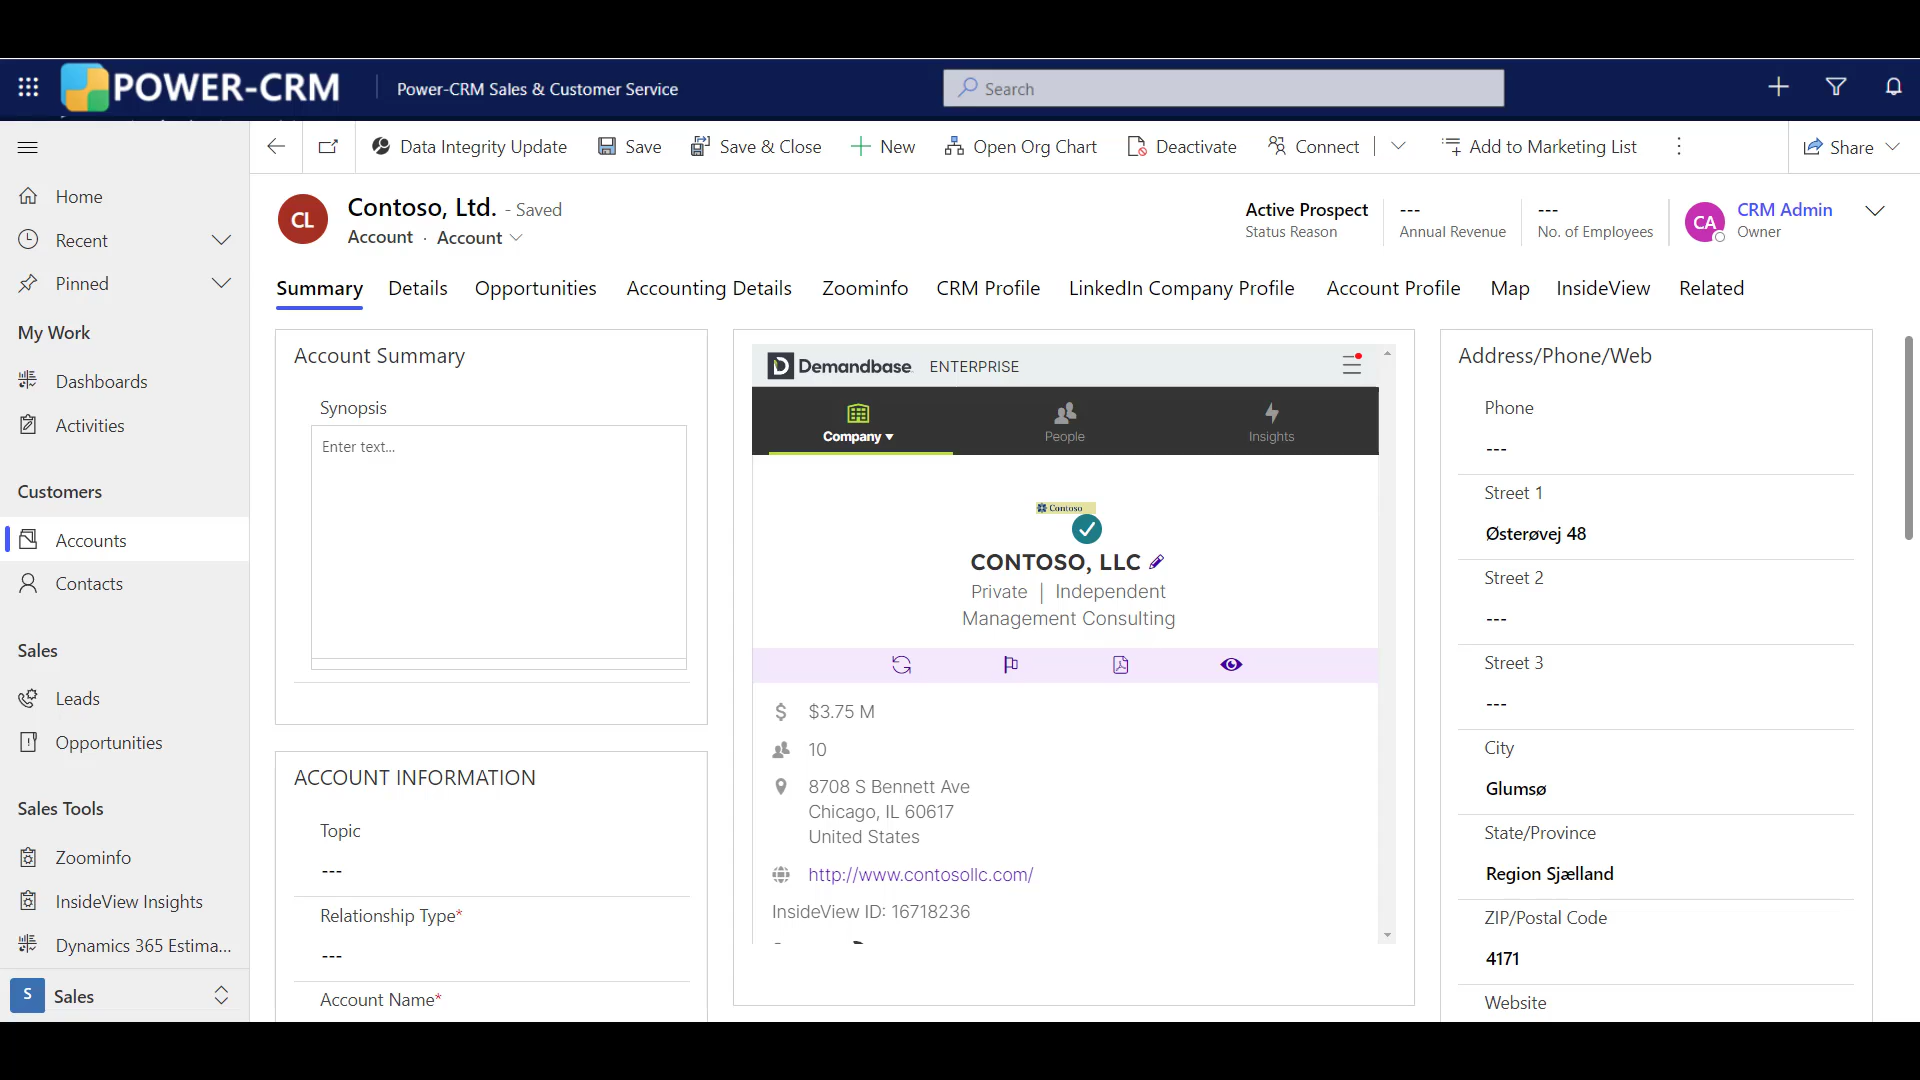 POWER-CRM
Power-CRM Sales & Customer Service
Search
Data Integrity Update
Save
Save & Close
New
Open Org Chart
Deactivate
Connect
Add to Marketing List
Share
Home
Recent
Pinned
My Work
Dashboards
Activities
Customers
Accounts
Contacts
Sales
Leads
Opportunities
Sales Tools
Zoominfo
InsideView Insights
Dynamics 365 Estima...
S
Sales
CL
Contoso, Ltd. - Saved
Account · Account
Active Prospect
Status Reason
---
Annual Revenue
---
No. of Employees
CA
CRM Admin
Owner
Summary
Details
Opportunities
Accounting Details
Zoominfo
CRM Profile
LinkedIn Company Profile
Account Profile
Map
InsideView
Related
Account Summary
Synopsis
Enter text...
ACCOUNT INFORMATION
Topic
---
Relationship Type*
---
Account Name*
Demandbase ENTERPRISE
Company
People
Insights
Contoso
CONTOSO, LLC
Private | Independent
Management Consulting
$3.75 M
10
8708 S Bennett Ave
Chicago, IL 60617
United States
http://www.contosollc.com/
InsideView ID: 16718236
Address/Phone/Web
Phone
---
Street 1
Østerøvej 48
Street 2
---
Street 3
---
City
Glumsø
State/Province
Region Sjælland
ZIP/Postal Code
4171
Website